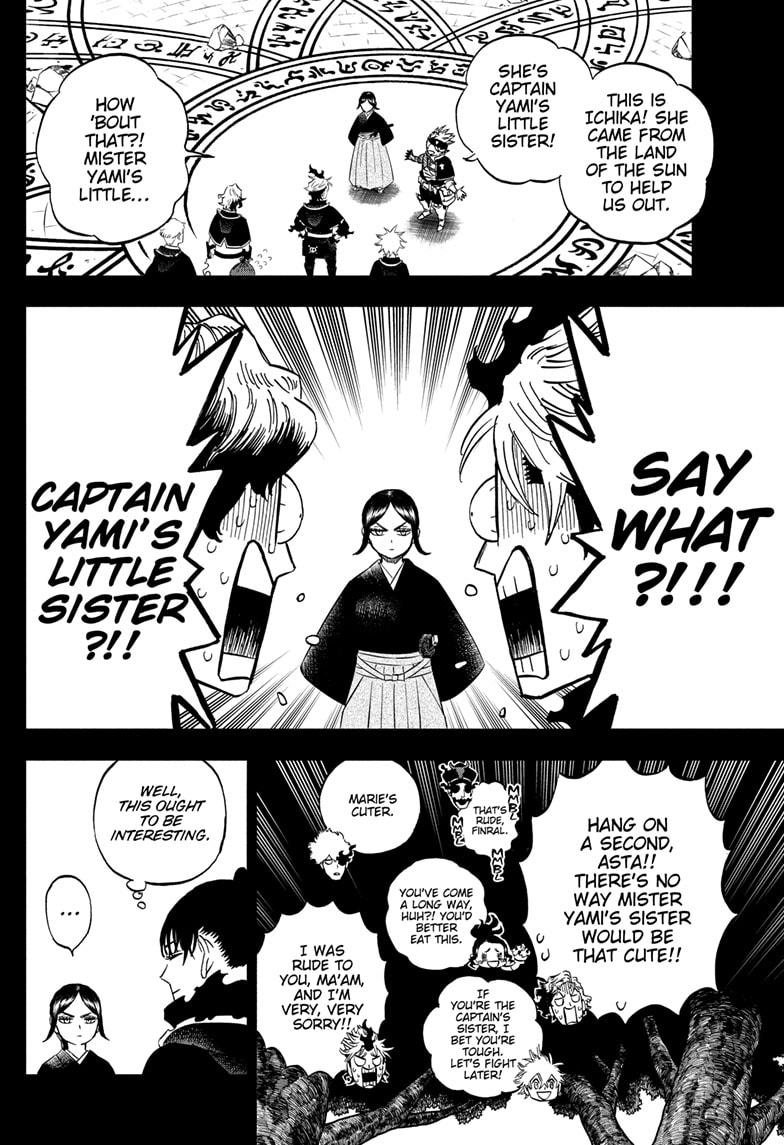 THIS IS
ICHIKA! SHE
CAME FROM
THE LAND
OF THE SUN
TO HELP
US OUT.
SHE'S
CAPTAIN
YAMI'S
LITTLE
SISTER!
HOW
'BOUT
THAT?!
MISTER
YAMI'S
LITTLE...
SAY
WHAT
?!!!
CAPTAIN
YAMI'S
LITTLE
SISTER
?!!
HANG ON
A SECOND,
ASTA!!
THERE'S NO
WAY MISTER
YAMI'S SISTER
WOULD BE
THAT CUTE!!
MMBL
MMBL
THAT'S
RUDE,
FINRAL.
MMBL
MMBL
MARIE'S
CUTER.
YOU'VE COME
A LONG WAY,
HUH?! YOU'D
BETTER
EAT THIS.
IF
YOU'RE THE
CAPTAIN'S
SISTER, I
BET YOU'RE
TOUGH.
LET'S FIGHT
LATER!
I WAS
RUDE TO
YOU, MA'AM,
AND I'M
VERY, VERY
SORRY!!
WELL,
THIS OUGHT
TO BE
INTERESTING.
...